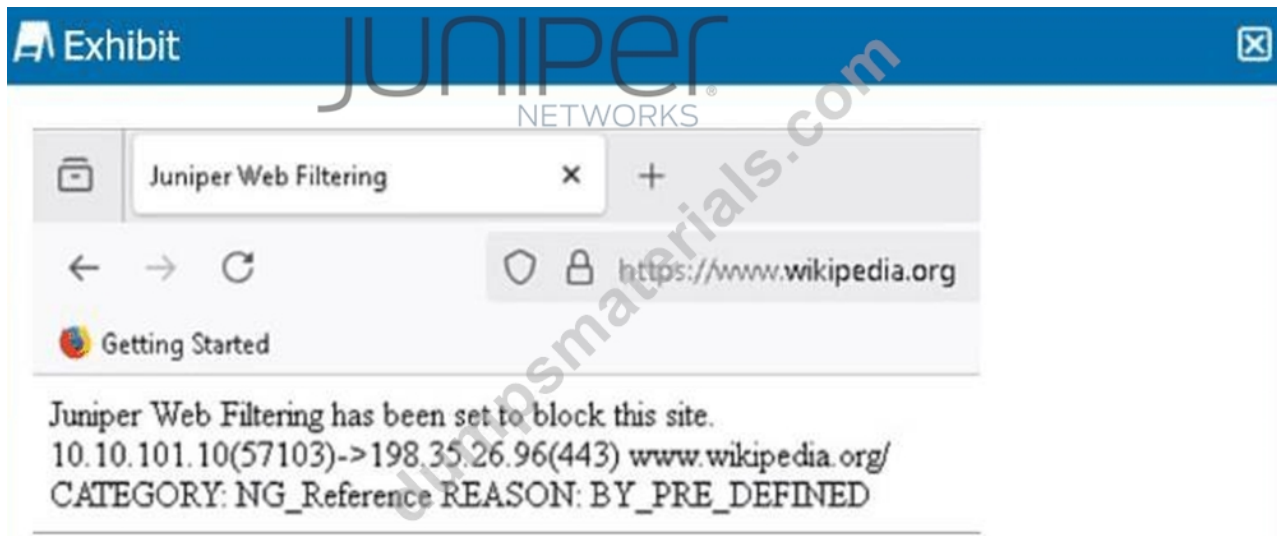 Exhibit
JUNIPER
NETWORKS
Juniper Web Filtering
https://www.wikipedia.org
Getting Started
Juniper Web Filtering has been set to block this site.
10.10.101.10(57103)->198.35.26.96(443) www.wikipedia.org/
CATEGORY: NG_Reference REASON: BY_PRE_DEFINED
dumpsmaterials.com